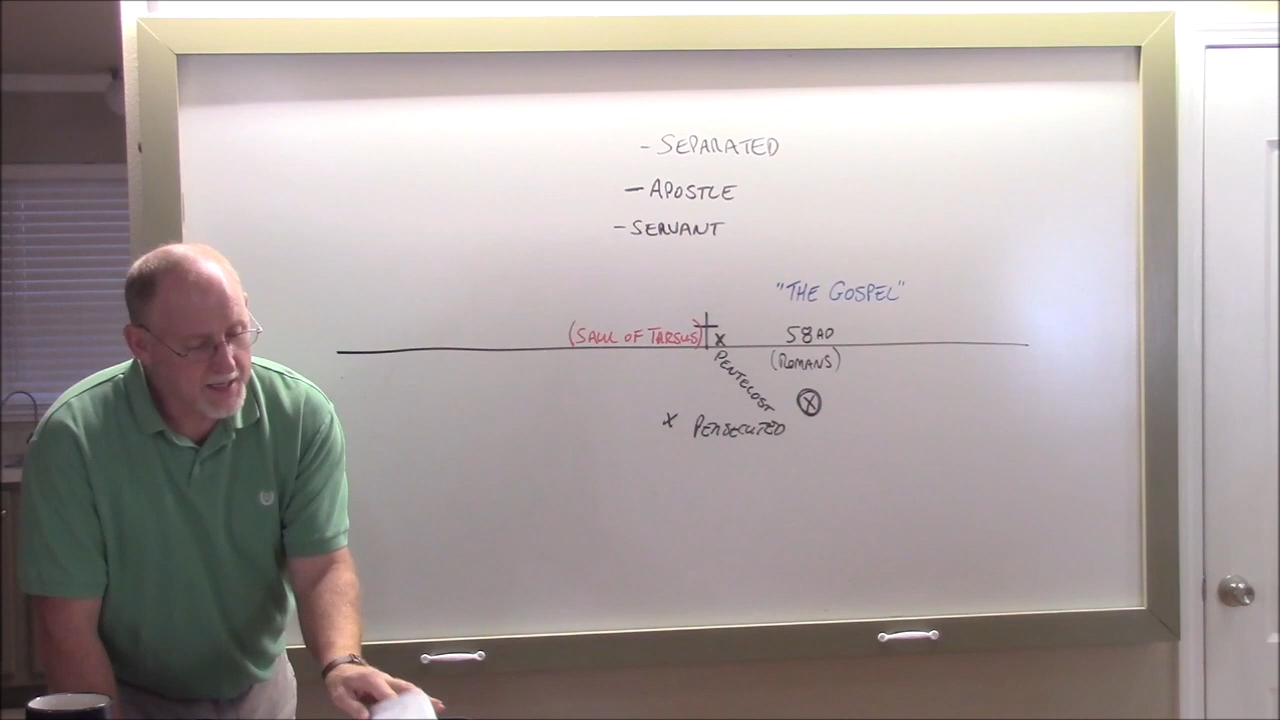 - SEPARATED
- APOSTLE
- SERVANT
"THE GOSPEL"
(SAUL OF TARSUS) x 58 AD
PENTECOST
(ROMANS)
x PERSECUTED
x